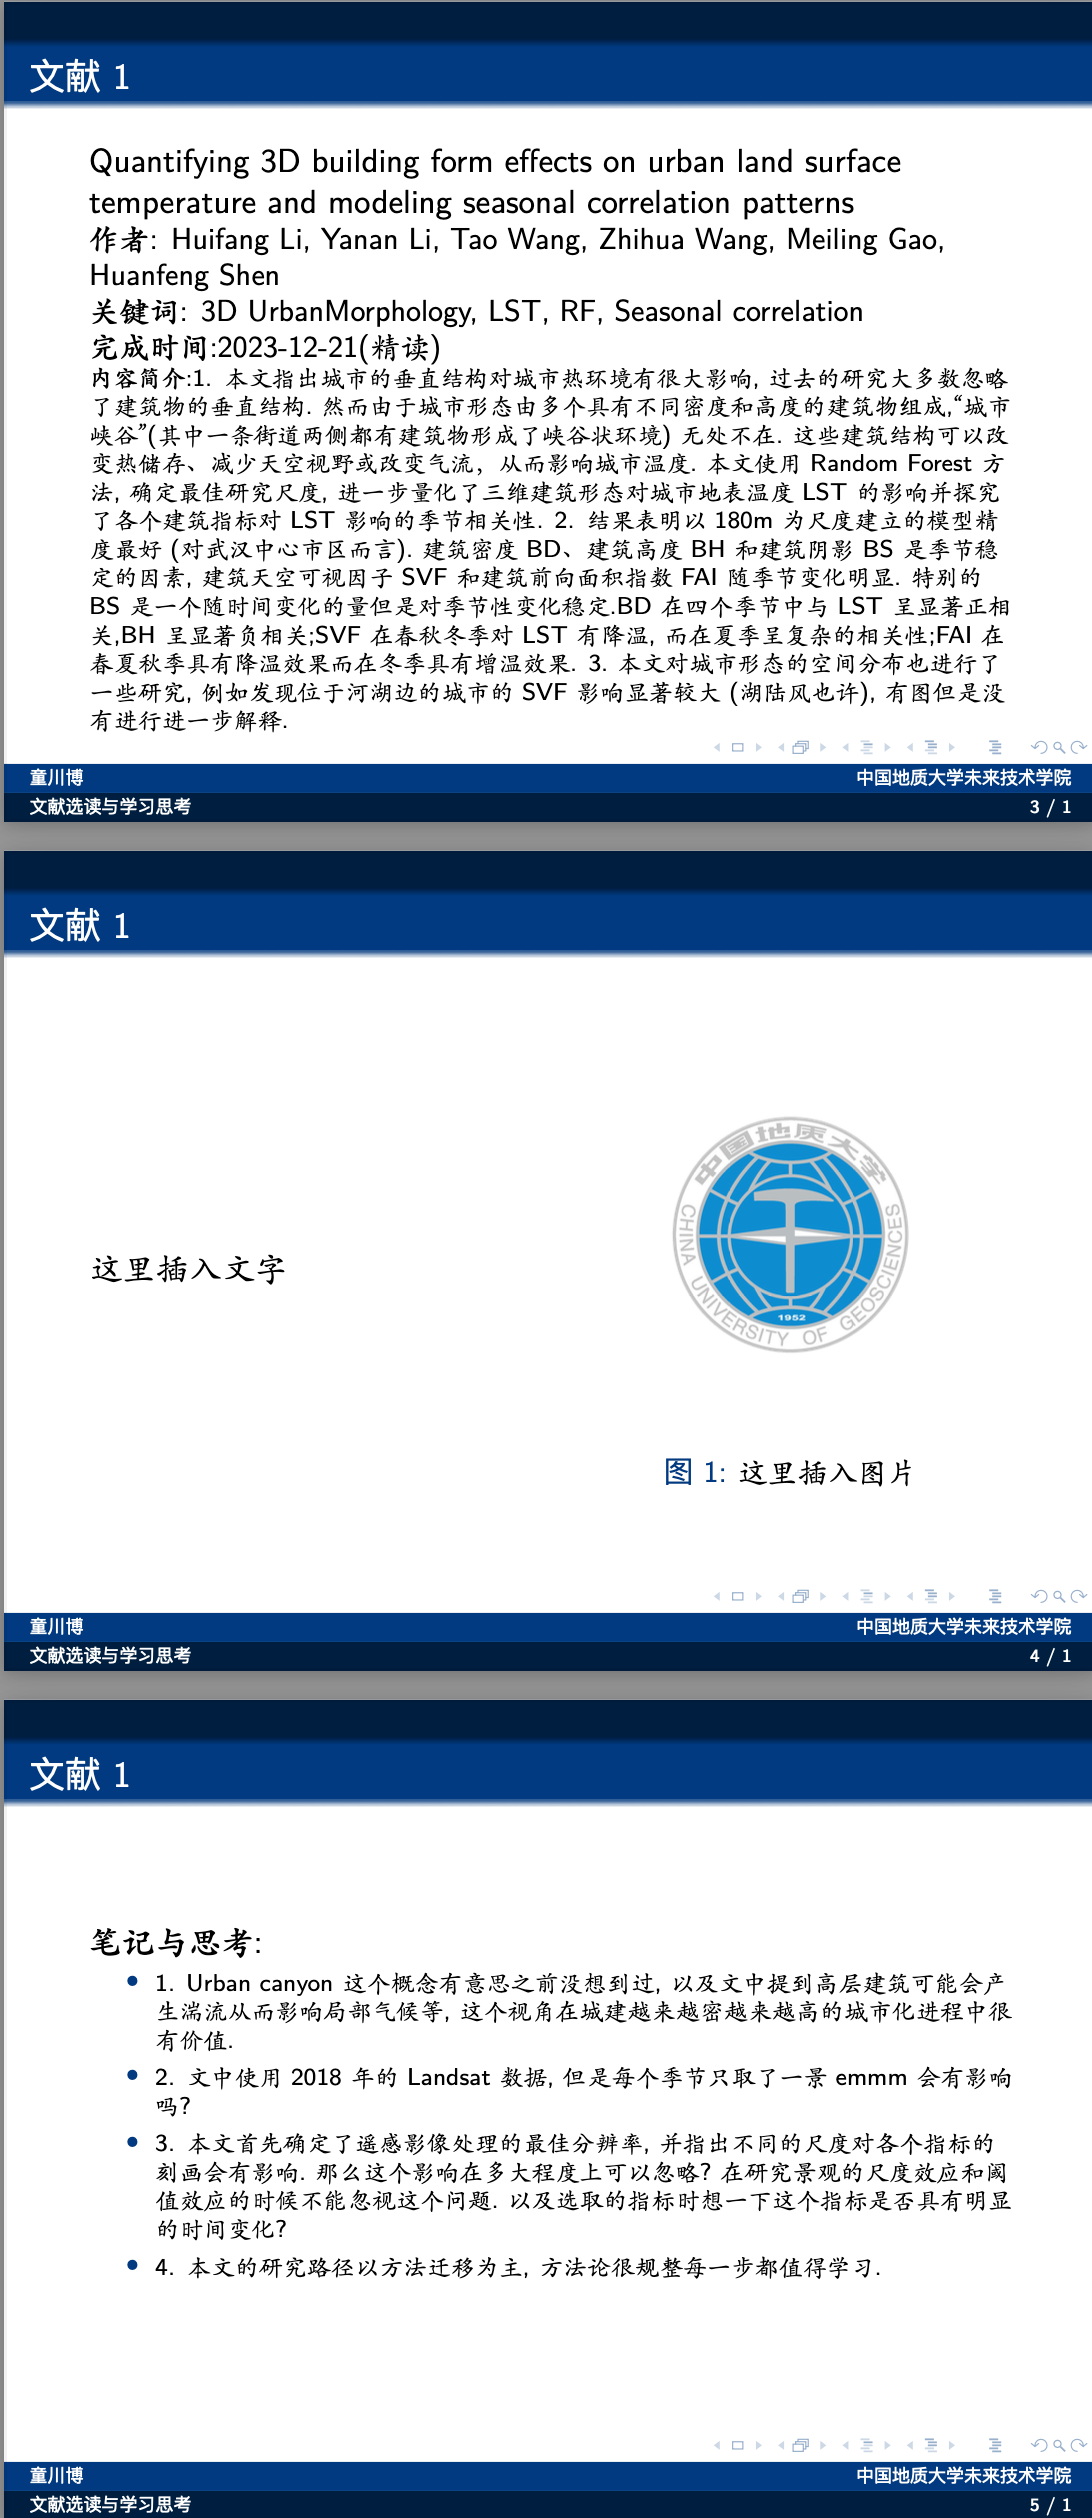 文献 1
Quantifying 3D building form effects on urban land surface
temperature and modeling seasonal correlation patterns
作者: Huifang Li, Yanan Li, Tao Wang, Zhihua Wang, Meiling Gao,
Huanfeng Shen
关键词: 3D UrbanMorphology, LST, RF, Seasonal correlation
完成时间:2023-12-21(精读)
内容简介:1. 本文指出城市的垂直结构对城市热环境有很大影响, 过去的研究大多数忽略
了建筑物的垂直结构. 然而由于城市形态由多个具有不同密度和高度的建筑物组成,“城市
峡谷”(其中一条街道两侧都有建筑物形成了峡谷状环境) 无处不在. 这些建筑结构可以改
变热储存、减少天空视野或改变气流，从而影响城市温度. 本文使用 Random Forest 方
法, 确定最佳研究尺度, 进一步量化了三维建筑形态对城市地表温度 LST 的影响并探究
了各个建筑指标对 LST 影响的季节相关性. 2. 结果表明以 180m 为尺度建立的模型精
度最好 (对武汉中心市区而言). 建筑密度 BD、建筑高度 BH 和建筑阴影 BS 是季节稳
定的因素, 建筑天空可视因子 SVF 和建筑前向面积指数 FAI 随季节变化明显. 特别的
BS 是一个随时间变化的量但是对季节性变化稳定.BD 在四个季节中与 LST 呈显著正相
关,BH 呈显著负相关;SVF 在春秋冬季对 LST 有降温, 而在夏季呈复杂的相关性;FAI 在
春夏秋季具有降温效果而在冬季具有增温效果. 3. 本文对城市形态的空间分布也进行了
一些研究, 例如发现位于河湖边的城市的 SVF 影响显著较大 (湖陆风也许), 有图但是没
有进行进一步解释.
童川博 中国地质大学未来技术学院
文献选读与学习思考 3 / 1
文献 1
中国地质大学
CHINA UNIVERSITY OF GEOSCIENCES
1952
这里插入文字
图 1: 这里插入图片
童川博 中国地质大学未来技术学院
文献选读与学习思考 4 / 1
文献 1
笔记与思考:
1. Urban canyon 这个概念有意思之前没想到过, 以及文中提到高层建筑可能会产
生湍流从而影响局部气候等, 这个视角在城建越来越密越来越高的城市化进程中很
有价值.
2. 文中使用 2018 年的 Landsat 数据, 但是每个季节只取了一景 emmm 会有影响
吗?
3. 本文首先确定了遥感影像处理的最佳分辨率, 并指出不同的尺度对各个指标的
刻画会有影响. 那么这个影响在多大程度上可以忽略? 在研究景观的尺度效应和阈
值效应的时候不能忽视这个问题. 以及选取的指标时想一下这个指标是否具有明显
的时间变化?
4. 本文的研究路径以方法迁移为主, 方法论很规整每一步都值得学习.
童川博 中国地质大学未来技术学院
文献选读与学习思考 5 / 1